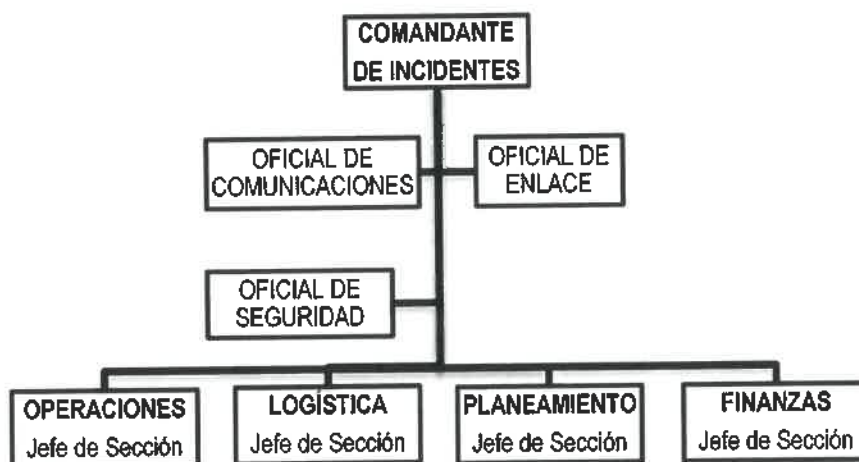 COMANDANTE
DE INCIDENTES
OFICIAL DE
COMUNICACIONES
OFICIAL DE
ENLACE
OFICIAL DE
SEGURIDAD
OPERACIONES
Jefe de Sección
LOGÍSTICA
Jefe de Sección
PLANEAMIENTO
Jefe de Sección
FINANZAS
Jefe de Sección